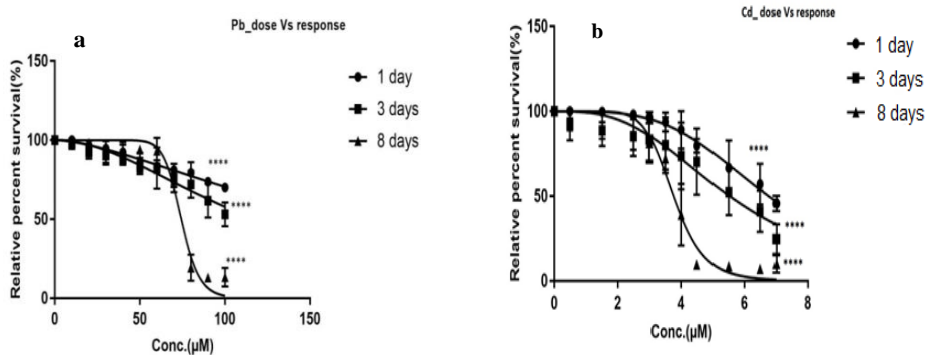 a
Pb_dose Vs response
150
100
50
0
Relative percent survival(%)
1 day
3 days
8 days
****
****
****
0
50
100
150
Conc.(μM)
b
Cd_ dose Vs response
150
100
50
0
Relative percent survival(%)
1 day
3 days
8 days
****
****
****
0
2
4
6
8
Conc.(μM)